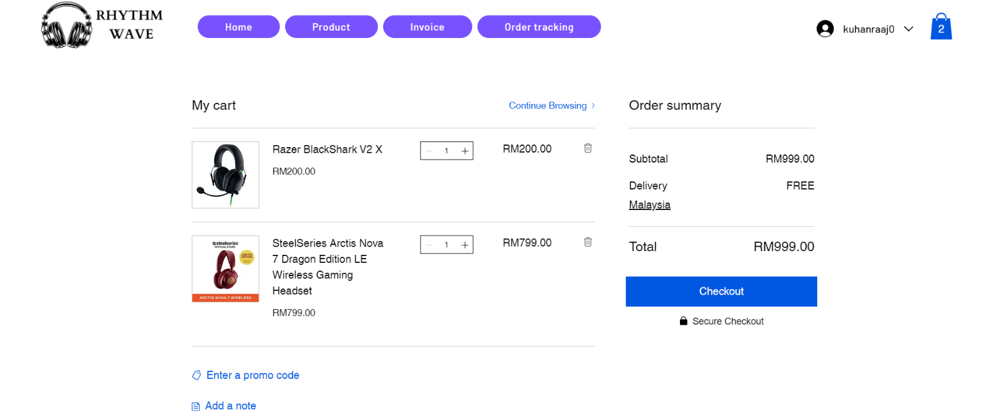 RHYTHM
WAVE
Home
Product
Invoice
Order tracking
kuhanraaj0
2
My cart
Continue Browsing
Order summary
Razer BlackShark V2 X
1
RM200.00
RM200.00
steelseries
OFFICIAL STORE
LIMITED
EDITION
ARCTIS NOVA 7 WIRELESS
SteelSeries Arctis Nova
7 Dragon Edition LE
Wireless Gaming
Headset
1
RM799.00
RM799.00
Subtotal
RM999.00
Delivery
FREE
Malaysia
Total
RM999.00
Checkout
Secure Checkout
Enter a promo code
Add a note